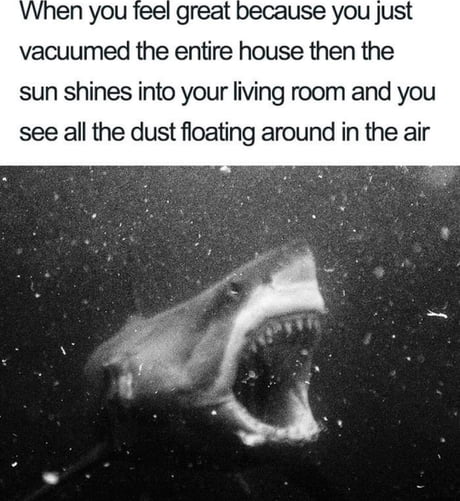 When you feel great because you just
vacuumed the entire house then the
sun shines into your living room and you
see all the dust floating around in the air